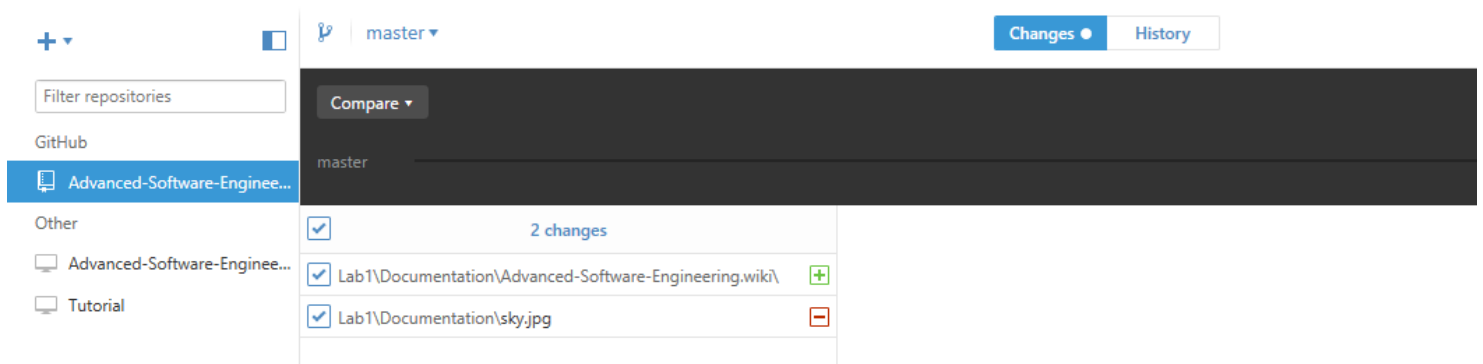 master
Changes
History
Filter repositories
Compare
GitHub
master
Advanced-Software-Enginee...
Other
2 changes
Advanced-Software-Enginee...
Lab1\Documentation\Advanced-Software-Engineering.wiki\
Tutorial
Lab1\Documentation\sky.jpg